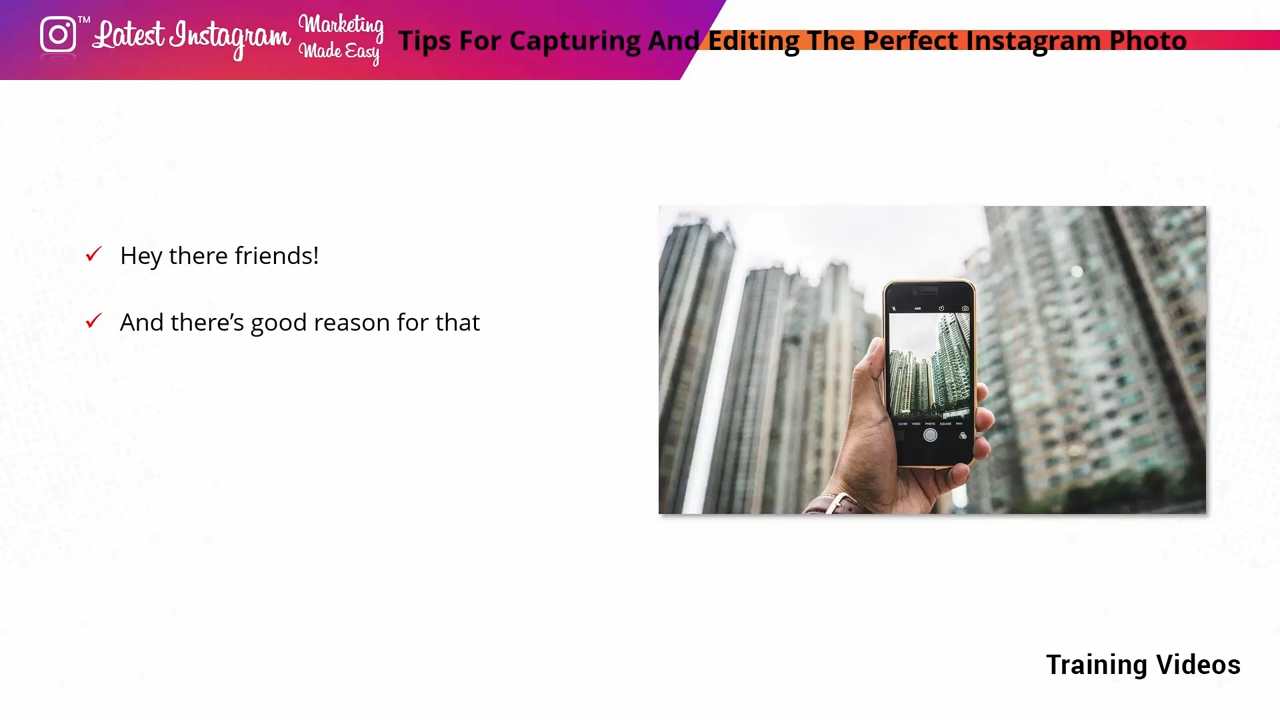 Latest Instagram™ Marketing Made Easy
Tips For Capturing And Editing The Perfect Instagram Photo
Hey there friends!
And there's good reason for that
Training Videos